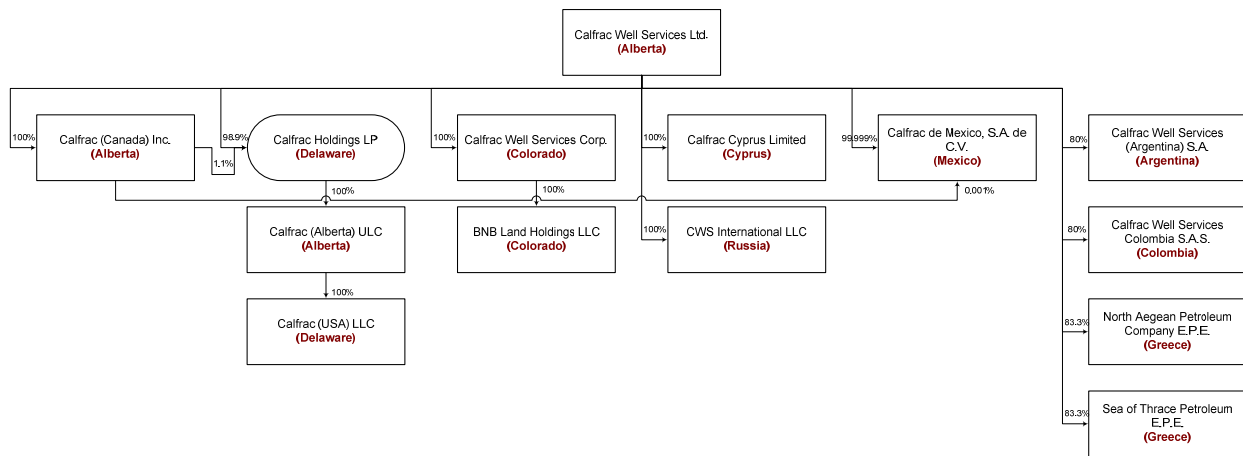 Calfrac Well Services Ltd.
(Alberta)
100%
Calfrac (Canada) Inc.
(Alberta)
1.1%
98.9%
Calfrac Holdings LP
(Delaware)
100%
Calfrac Well Services Corp.
(Colorado)
100%
Calfrac Cyprus Limited
(Cyprus)
99.999%
Calfrac de Mexico, S.A. de
C.V.
(Mexico)
80%
Calfrac Well Services
(Argentina) S.A.
(Argentina)
100%
100%
0.001%
Calfrac (Alberta) ULC
(Alberta)
BNB Land Holdings LLC
(Colorado)
100%
CWS International LLC
(Russia)
80%
Calfrac Well Services
Colombia S.A.S.
(Colombia)
100%
Calfrac (USA) LLC
(Delaware)
83.3%
North Aegean Petroleum
Company E.P.E.
(Greece)
83.3%
Sea of Thrace Petroleum
E.P.E.
(Greece)